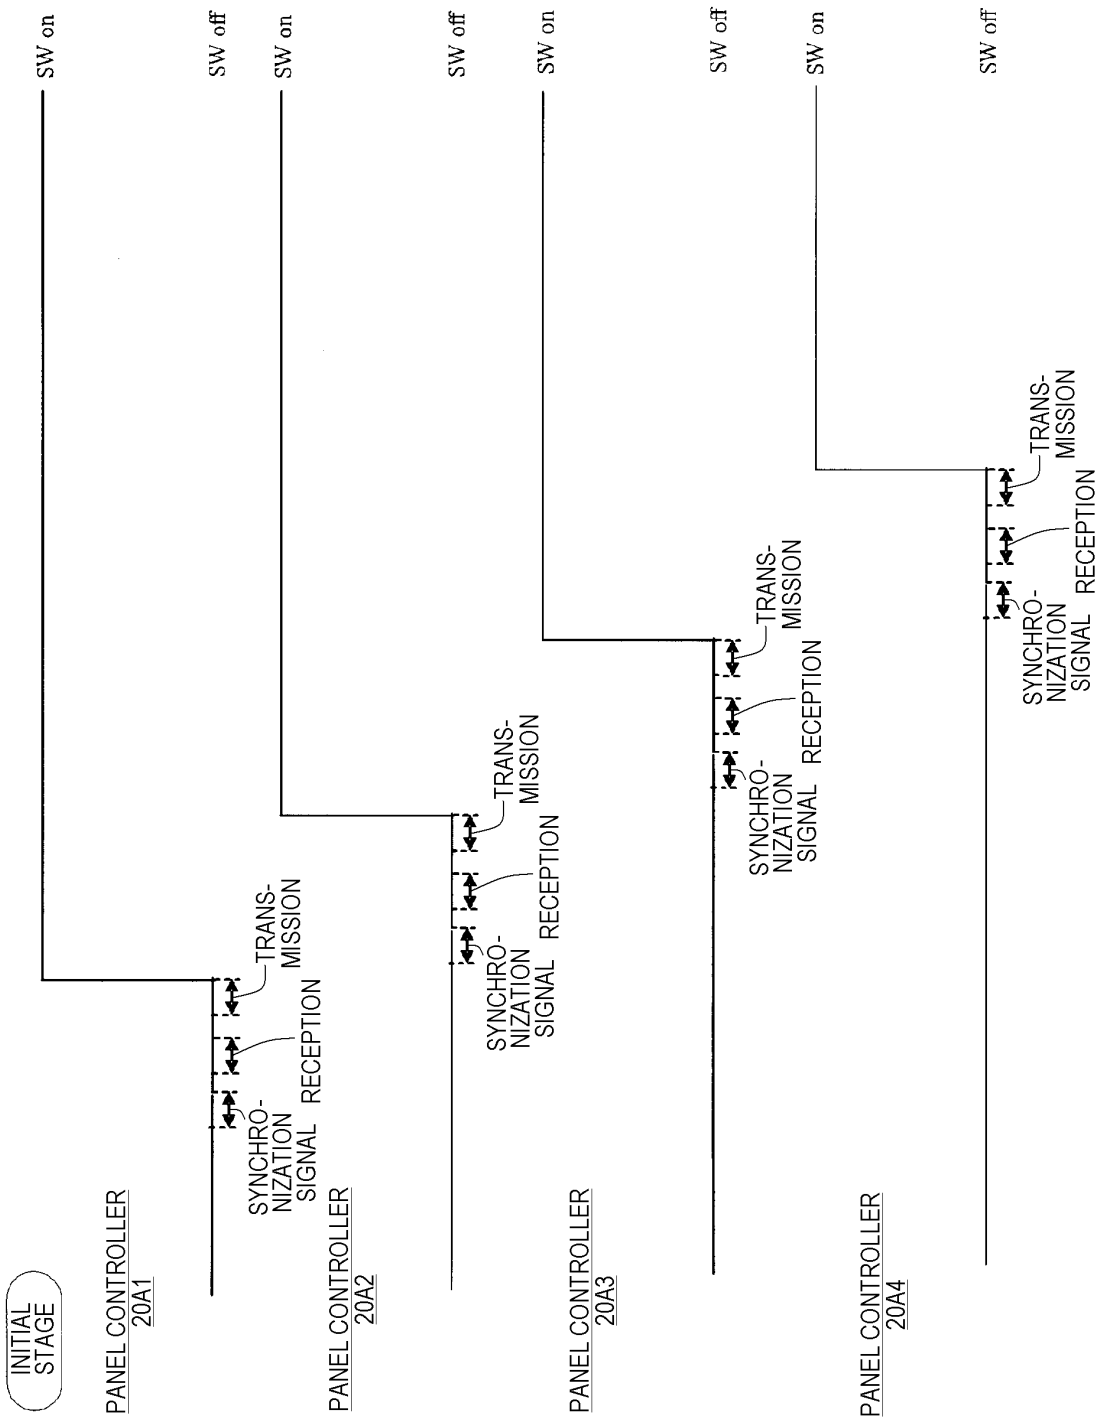 INITIAL
STAGE
PANEL CONTROLLER
20A1
SW on
SW off
SYNCHRO-
NIZATION
SIGNAL
RECEPTION
TRANS-
MISSION
PANEL CONTROLLER
20A2
SW on
SW off
SYNCHRO-
NIZATION
SIGNAL
RECEPTION
TRANS-
MISSION
PANEL CONTROLLER
20A3
SW on
SW off
SYNCHRO-
NIZATION
SIGNAL
RECEPTION
TRANS-
MISSION
PANEL CONTROLLER
20A4
SW on
SW off
SYNCHRO-
NIZATION
SIGNAL
RECEPTION
TRANS-
MISSION